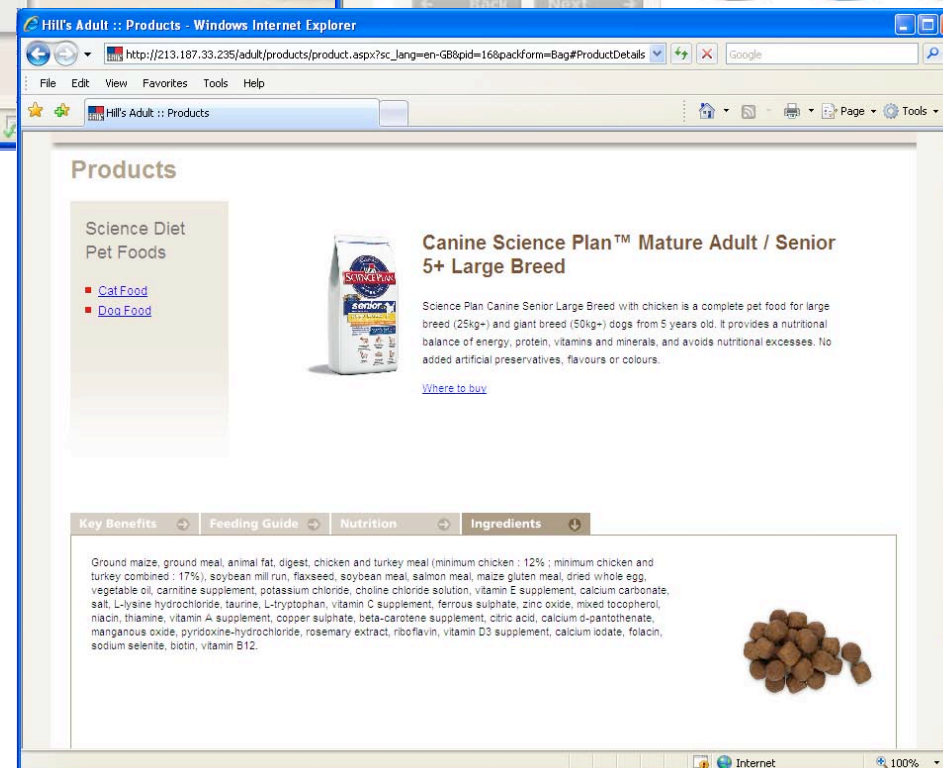 Back Next
Hill's Adult :: Products - Windows Internet Explorer
http://213.187.33.235/adult/products/product.aspx?sc_lang=en-GB&pid=16&packform=Bag#ProductDetails Google
File Edit View Favorites Tools Help
Hill's Adult :: Products Page Tools
Products
Science Diet
Pet Foods
Cat Food
Dog Food
SCIENCE PLAN
senior
Canine Science Plan™ Mature Adult / Senior
5+ Large Breed
Science Plan Canine Senior Large Breed with chicken is a complete pet food for large
breed (25kg+) and giant breed (50kg+) dogs from 5 years old. It provides a nutritional
balance of energy, protein, vitamins and minerals, and avoids nutritional excesses. No
added artificial preservatives, flavours or colours.
Where to buy
Key Benefits Feeding Guide Nutrition Ingredients
Ground maize, ground meal, animal fat, digest, chicken and turkey meal (minimum chicken : 12% ; minimum chicken and
turkey combined : 17%), soybean mill run, flaxseed, soybean meal, salmon meal, maize gluten meal, dried whole egg,
vegetable oil, carnitine supplement, potassium chloride, choline chloride solution, vitamin E supplement, calcium carbonate,
salt, L-lysine hydrochloride, taurine, L-tryptophan, vitamin C supplement, ferrous sulphate, zinc oxide, mixed tocopherol,
niacin, thiamine, vitamin A supplement, copper sulphate, beta-carotene supplement, citric acid, calcium d-pantothenate,
manganous oxide, pyridoxine-hydrochloride, rosemary extract, riboflavin, vitamin D3 supplement, calcium iodate, folacin,
sodium selenite, biotin, vitamin B12.
Internet 100%